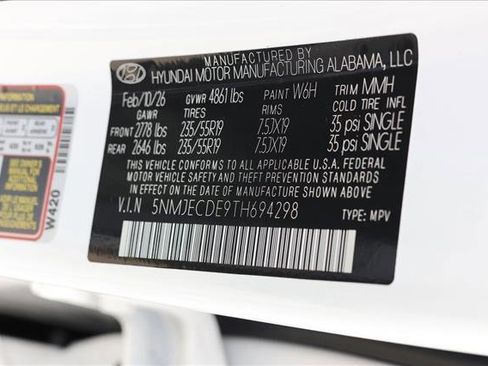 MANUFACTURED BY
HYUNDAI MOTOR MANUFACTURING ALABAMA, LLC
Feb/10/26 GVWR 4861 lbs PAINT W6H TRIM MMH
GAWR TIRES RIMS COLD TIRE INFL
FRONT 2778 lbs 235/55R19 7.5JX19 35 psi SINGLE
REAR 2646 lbs 235/55R19 7.5JX19 35 psi SINGLE
THIS VEHICLE CONFORMS TO ALL APPLICABLE U.S.A. FEDERAL
MOTOR VEHICLE SAFETY AND THEFT PREVENTION STANDARDS
IN EFFECT ON THE DATE OF MANUFACTURE SHOWN ABOVE.
V.I.N 5NMJECDE9TH694298 TYPE: MPV
W420